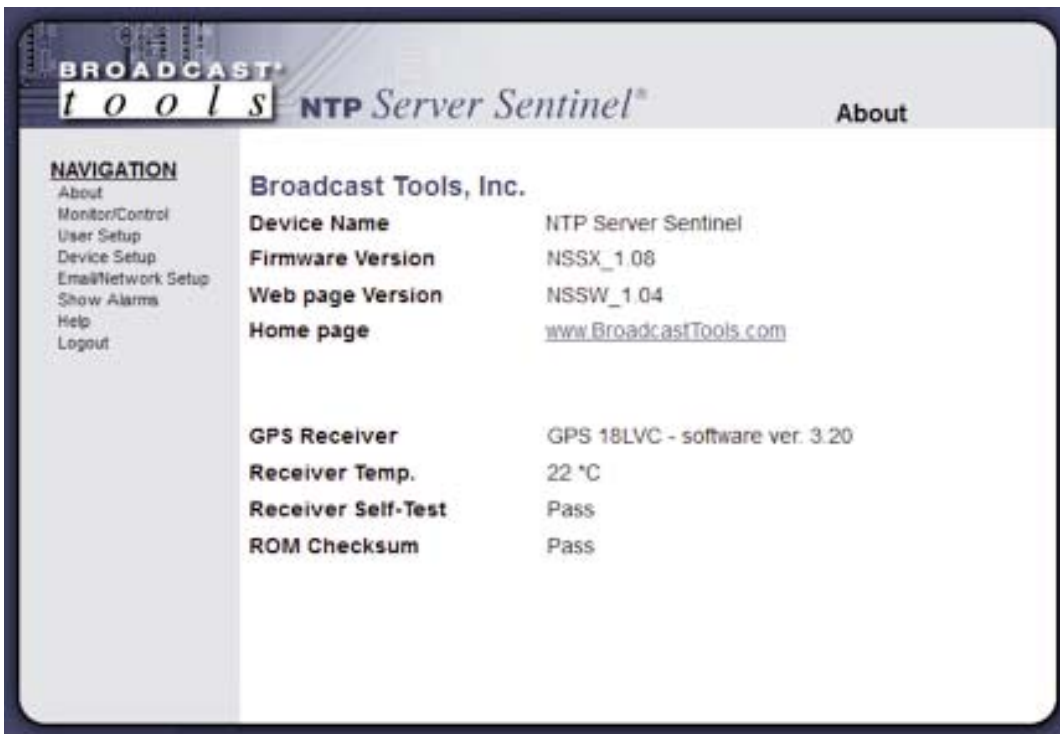 BROADCAST®
tools NTP Server Sentinel® About
NAVIGATION
About
Monitor/Control
User Setup
Device Setup
Email/Network Setup
Show Alarms
Help
Logout
Broadcast Tools, Inc.
Device Name NTP Server Sentinel
Firmware Version NSSX_1.08
Web page Version NSSW_1.04
Home page www.BroadcastTools.com
GPS Receiver GPS 18LVC - software ver. 3.20
Receiver Temp. 22 °C
Receiver Self-Test Pass
ROM Checksum Pass